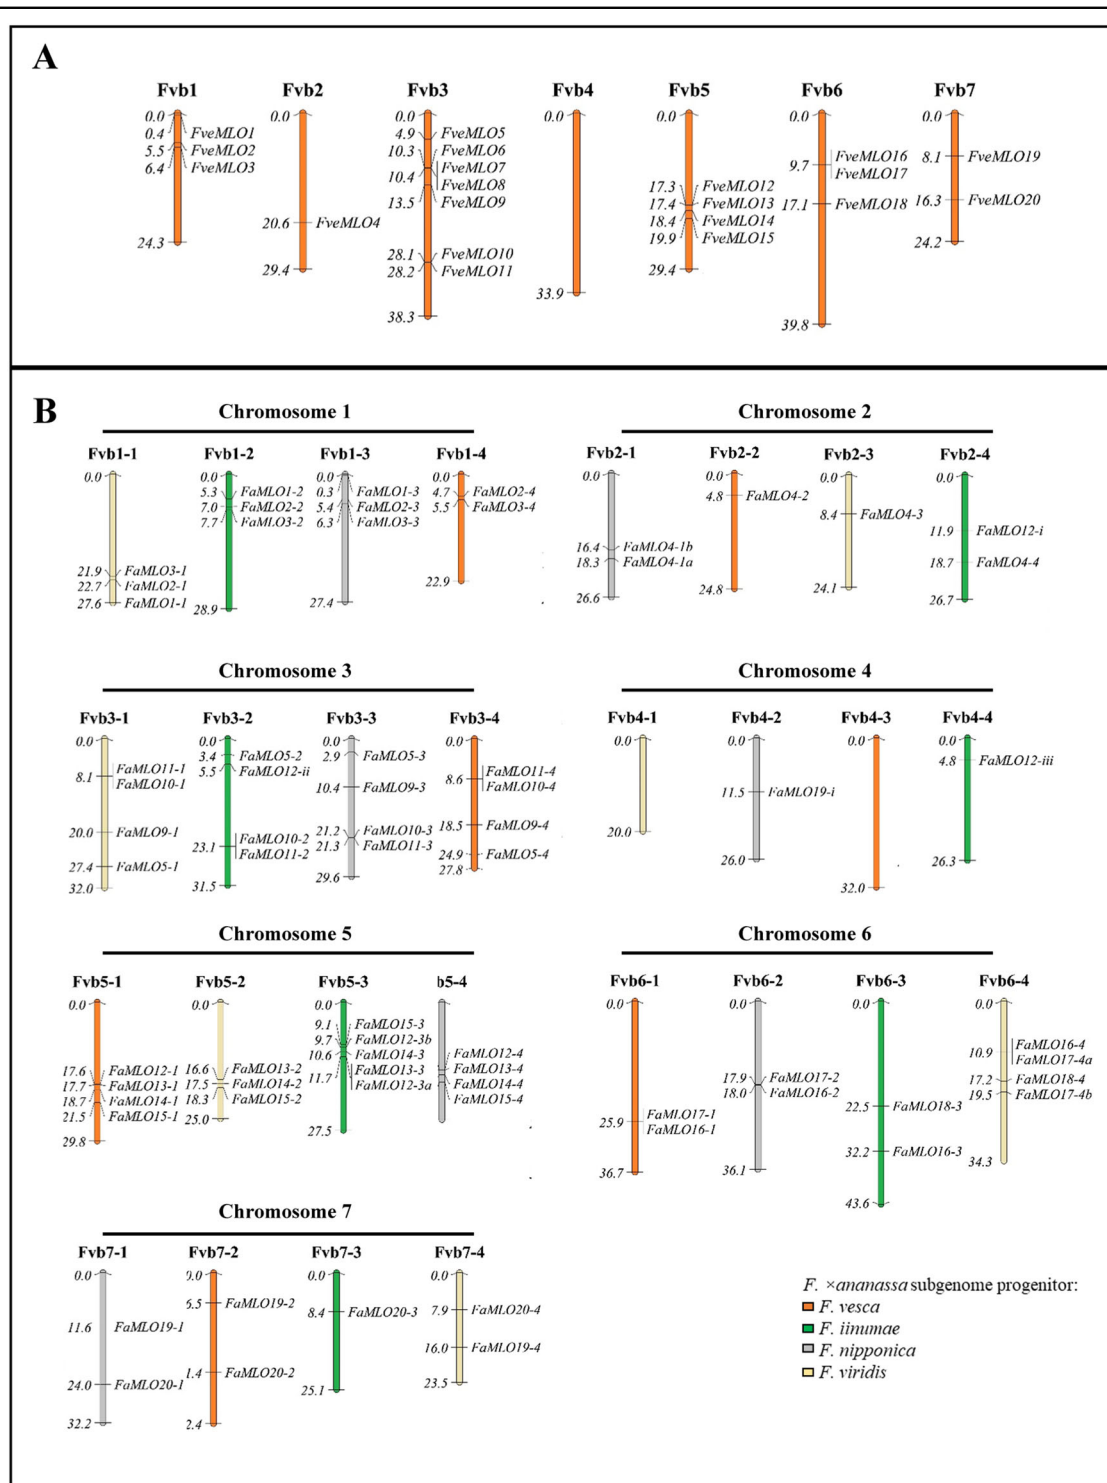 A
Fvb1 Fvb2 Fvb3 Fvb4 Fvb5 Fvb6 Fvb7
0.0
0.4 FveMLO1
5.5 FveMLO2
6.4 FveMLO3
24.3
0.0
20.6 FveMLO4
29.4
0.0
4.9 FveMLO5
10.3 FveMLO6
FveMLO7
10.4
FveMLO8
13.5 FveMLO9
28.1 FveMLO10
28.2 FveMLO11
38.3
0.0
33.9
0.0
17.3 FveMLO12
17.4 FveMLO13
18.4 FveMLO14
19.9 FveMLO15
29.4
0.0
FveMLO16
9.7
FveMLO17
17.1 FveMLO18
39.8
0.0
8.1 FveMLO19
16.3 FveMLO20
24.2
B
Chromosome 1
Fvb1-1 Fvb1-2 Fvb1-3 Fvb1-4
0.0
21.9 FaMLO3-1
22.7 FaMLO2-1
27.6 FaMLO1-1
0.0
5.3 FaMLO1-2
7.0 FaMLO2-2
7.7 FaMLO3-2
28.9
0.0
0.3 FaMLO1-3
5.4 FaMLO2-3
6.3 FaMLO3-3
27.4
0.0
4.7 FaMLO2-4
5.5 FaMLO3-4
22.9
Chromosome 2
Fvb2-1 Fvb2-2 Fvb2-3 Fvb2-4
0.0
16.4 FaMLO4-1b
18.3 FaMLO4-1a
26.6
0.0
4.8 FaMLO4-2
24.8
0.0
8.4 FaMLO4-3
24.1
0.0
11.9 FaMLO12-i
18.7 FaMLO4-4
26.7
Chromosome 3
Fvb3-1 Fvb3-2 Fvb3-3 Fvb3-4
0.0
FaMLO11-1
8.1
FaMLO10-1
20.0 FaMLO9-1
27.4 FaMLO5-1
32.0
0.0
3.4 FaMLO5-2
5.5 FaMLO12-ii
FaMLO10-2
23.1
FaMLO11-2
31.5
0.0
2.9 FaMLO5-3
10.4 FaMLO9-3
21.2 FaMLO10-3
21.3 FaMLO11-3
29.6
0.0
FaMLO11-4
8.6
FaMLO10-4
18.5 FaMLO9-4
24.9 FaMLO5-4
27.8
Chromosome 4
Fvb4-1 Fvb4-2 Fvb4-3 Fvb4-4
0.0
20.0
0.0
11.5 FaMLO19-i
26.0
0.0
32.0
0.0
4.8 FaMLO12-iii
26.3
Chromosome 5
Fvb5-1 Fvb5-2 Fvb5-3 b5-4
0.0
17.6 FaMLO12-1
17.7 FaMLO13-1
18.7 FaMLO14-1
21.5 FaMLO15-1
29.8
0.0
16.6 FaMLO13-2
17.5 FaMLO14-2
18.3 FaMLO15-2
25.0
0.0
9.1 FaMLO15-3
9.7 FaMLO12-3b
10.6 FaMLO14-3
FaMLO13-3
11.7
FaMLO12-3a
27.5
FaMLO12-4
FaMLO13-4
FaMLO14-4
FaMLO15-4
Chromosome 6
Fvb6-1 Fvb6-2 Fvb6-3 Fvb6-4
0.0
FaMLO17-1
25.9
FaMLO16-1
36.7
0.0
17.9 FaMLO17-2
18.0 FaMLO16-2
36.1
0.0
22.5 FaMLO18-3
32.2 FaMLO16-3
43.6
0.0
FaMLO16-4
10.9
FaMLO17-4a
17.2 FaMLO18-4
19.5 FaMLO17-4b
34.3
Chromosome 7
Fvb7-1 Fvb7-2 Fvb7-3 Fvb7-4
0.0
11.6 FaMLO19-1
24.0 FaMLO20-1
32.2
0.0
6.5 FaMLO19-2
1.4 FaMLO20-2
2.4
0.0
8.4 FaMLO20-3
25.1
0.0
7.9 FaMLO20-4
16.0 FaMLO19-4
23.5
F. ×ananassa subgenome progenitor:
F. vesca
F. iinumae
F. nipponica
F. viridis